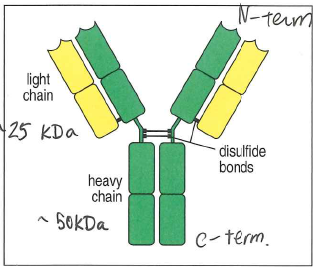 N-term
light
chain
~25 KDa
disulfide
bonds
heavy
chain
~50KDa
C-term.